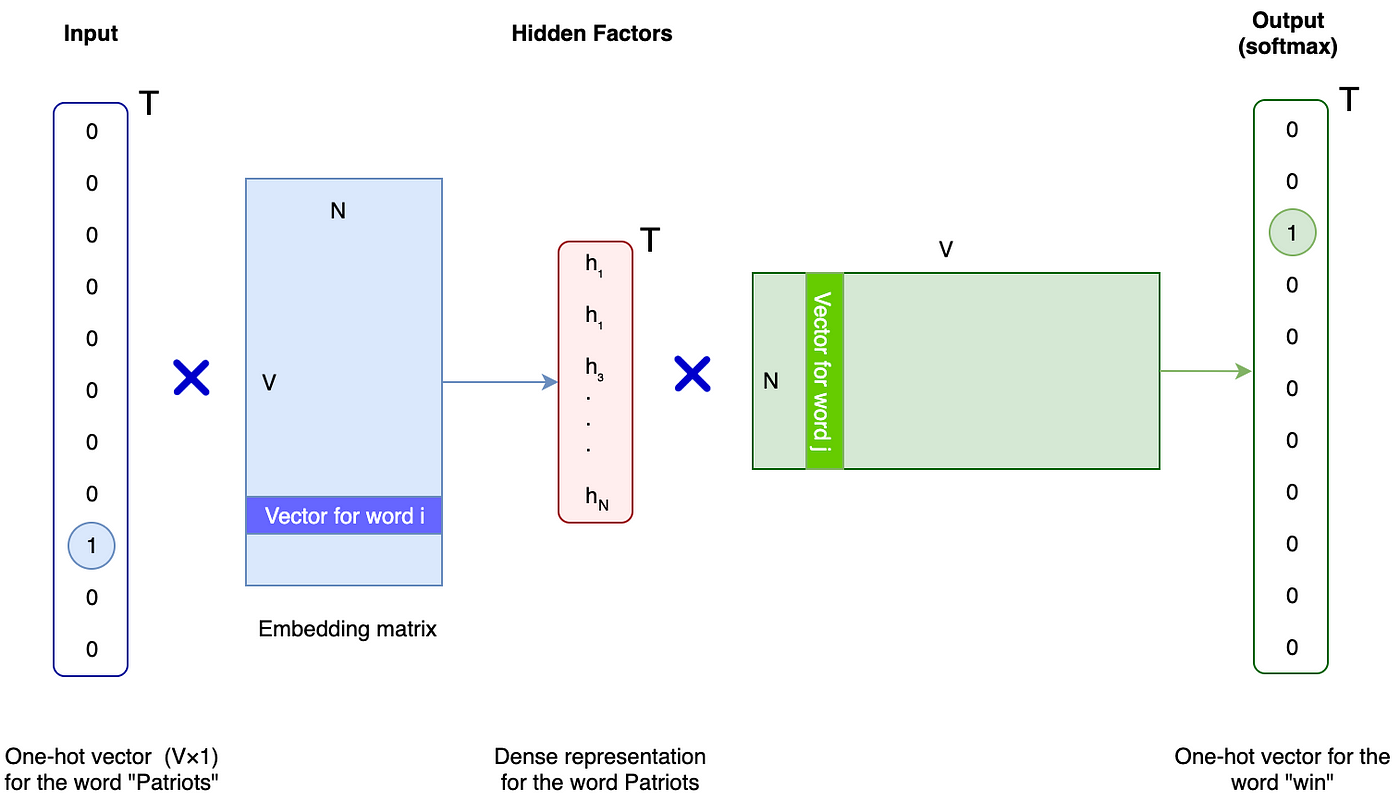 Input
Hidden Factors
Output
(softmax)
T
0
0
0
0
0
0
0
0
1
0
0
N
V
Vector for word i
Embedding matrix
T
h1
h1
h3
.
.
.
hN
V
N
Vector for word j
T
0
0
1
0
0
0
0
0
0
0
0
One-hot vector (V×1)
for the word "Patriots"
Dense representation
for the word Patriots
One-hot vector for the
word "win"